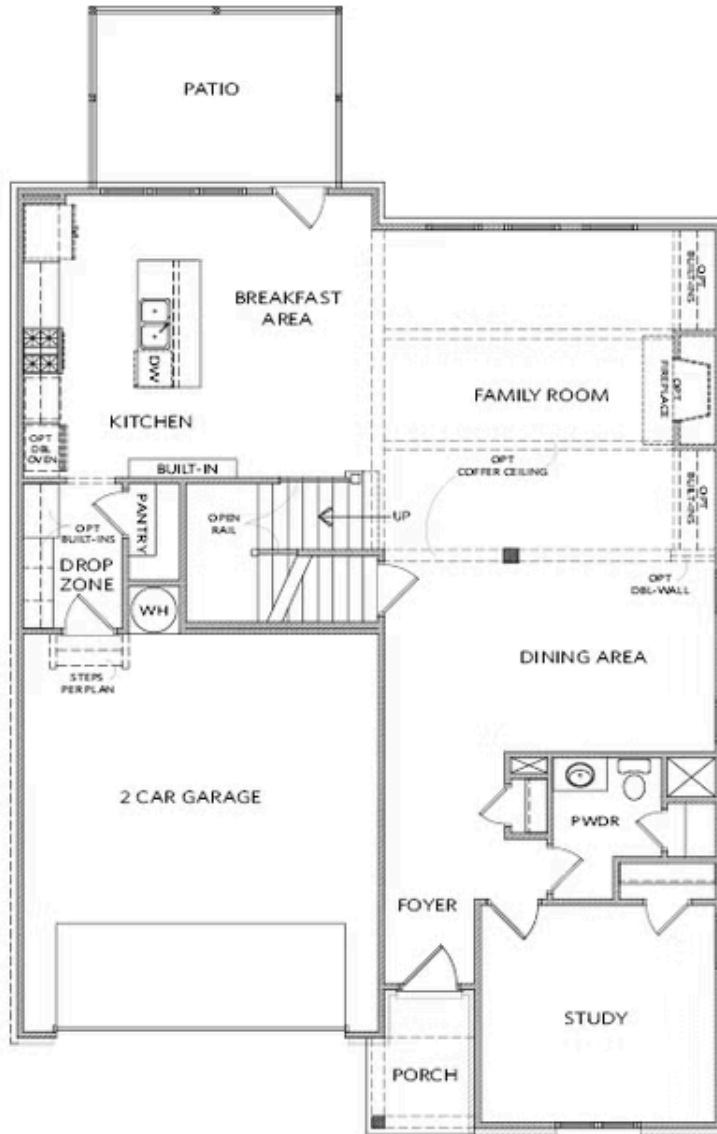 PATIO
BREAKFAST
AREA
OPT
BUILT-INS
DW
FAMILY ROOM
OPT
FIREPLACE
KITCHEN
OPT
DBL
OVEN
BUILT-IN
OPT
COFFER CEILING
OPT
BUILT-INS
PANTRY
OPEN
RAIL
UP
OPT
BUILT-INS
DROP
ZONE
WH
OPT
DBL-WALL
DINING AREA
STEPS
PER PLAN
2 CAR GARAGE
PWDR
FOYER
STUDY
PORCH